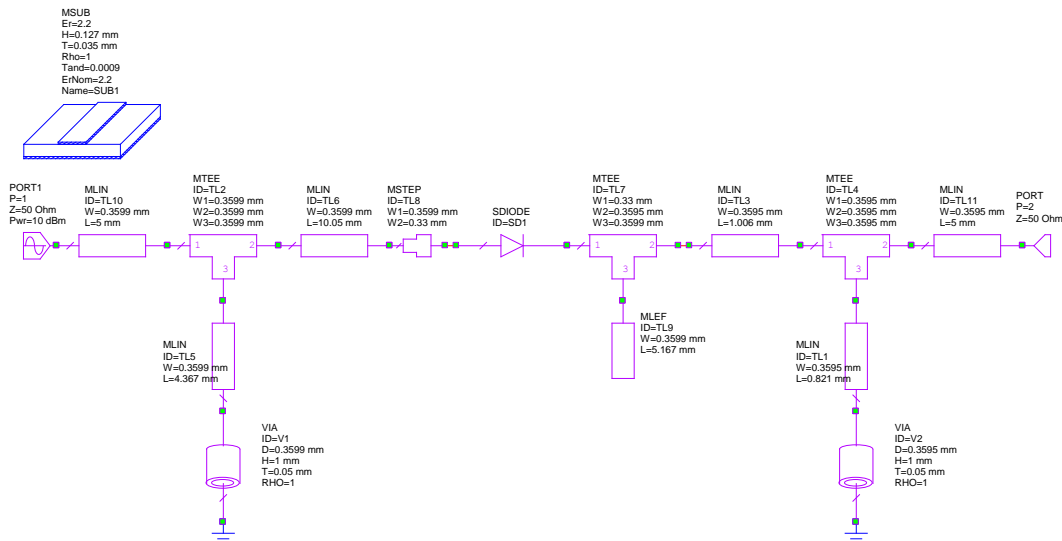 MSUB
Er=2.2
H=0.127 mm
T=0.035 mm
Rho=1
Tand=0.0009
ErNom=2.2
Name=SUB1
PORT1
P=1
Z=50 Ohm
Pwr=10 dBm
MLIN
ID=TL10
W=0.3599 mm
L=5 mm
MTEE
ID=TL2
W1=0.3599 mm
W2=0.3599 mm
W3=0.3599 mm
1
2
3
MLIN
ID=TL6
W=0.3599 mm
L=10.05 mm
MSTEP
ID=TL8
W1=0.3599 mm
W2=0.33 mm
SDIODE
ID=SD1
MTEE
ID=TL7
W1=0.33 mm
W2=0.3595 mm
W3=0.3599 mm
1
2
3
MLIN
ID=TL3
W=0.3595 mm
L=1.006 mm
MTEE
ID=TL4
W1=0.3595 mm
W2=0.3595 mm
W3=0.3595 mm
1
2
3
MLIN
ID=TL11
W=0.3595 mm
L=5 mm
PORT
P=2
Z=50 Ohm
MLIN
ID=TL5
W=0.3599 mm
L=4.367 mm
MLEF
ID=TL9
W=0.3599 mm
L=5.167 mm
MLIN
ID=TL1
W=0.3595 mm
L=0.821 mm
VIA
ID=V1
D=0.3599 mm
H=1 mm
T=0.05 mm
RHO=1
VIA
ID=V2
D=0.3595 mm
H=1 mm
T=0.05 mm
RHO=1